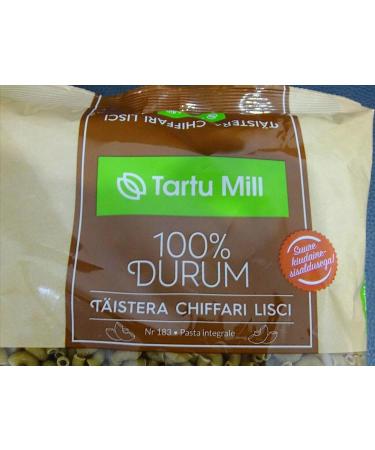 TÄISTERA CHIFFARI LISCI
Tartu Mill
100%
DURUM
TÄISTERA CHIFFARI LISCI
Nr 183 • Pasta integrale
Suure
kiudaine-
sisaldusega!